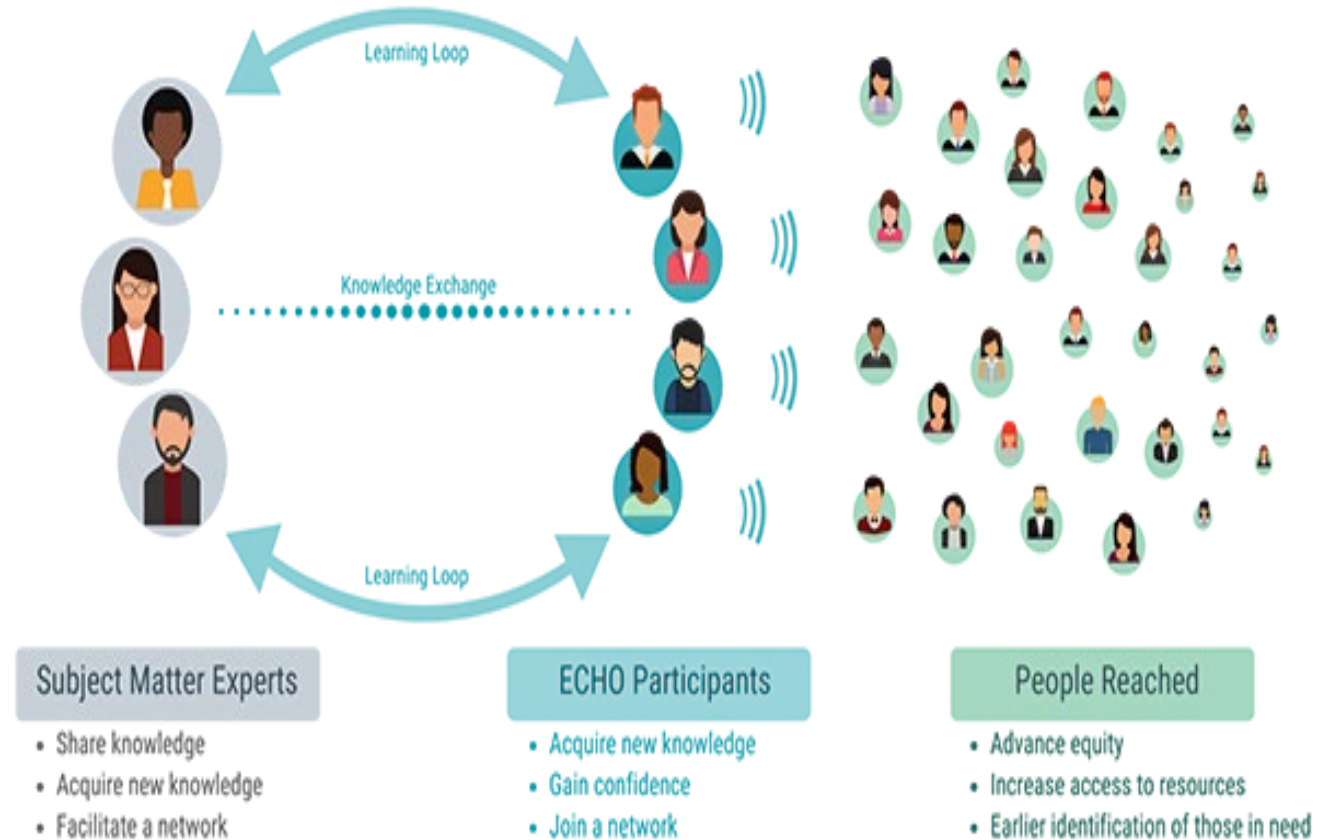 Learning Loop
Knowledge Exchange
Learning Loop
Subject Matter Experts
• Share knowledge
• Acquire new knowledge
• Facilitate a network
ECHO Participants
• Acquire new knowledge
• Gain confidence
• Join a network
People Reached
• Advance equity
• Increase access to resources
• Earlier identification of those in need